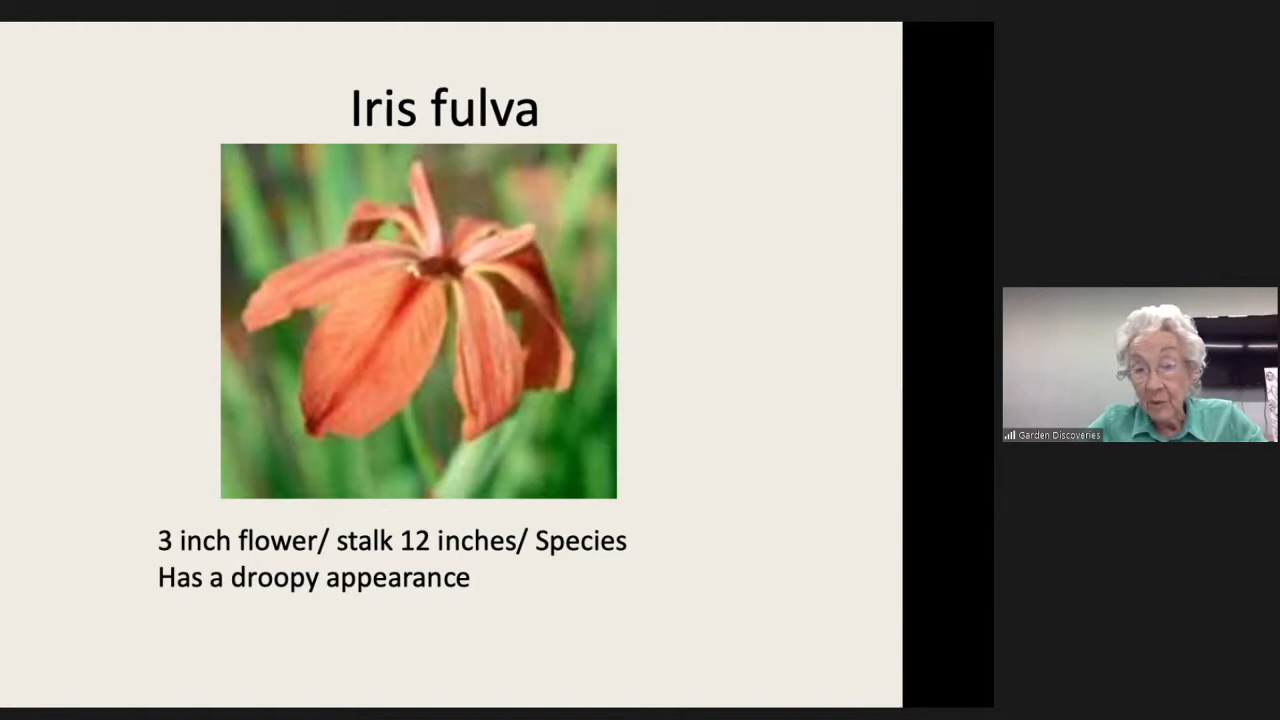 Iris fulva
3 inch flower/ stalk 12 inches/ Species
Has a droopy appearance
Garden Discoveries